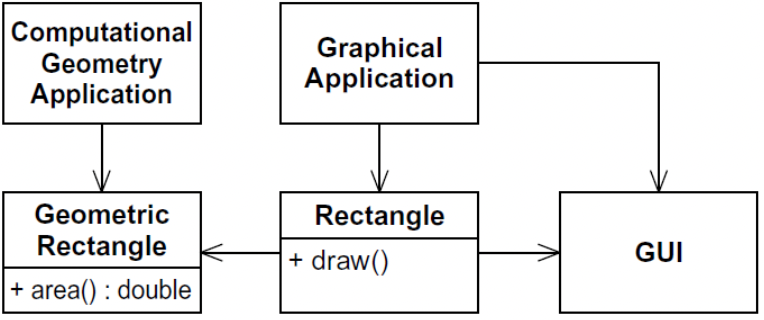 Computational
Geometry
Application
Graphical
Application
Geometric
Rectangle
+ area() : double
Rectangle
+ draw()
GUI